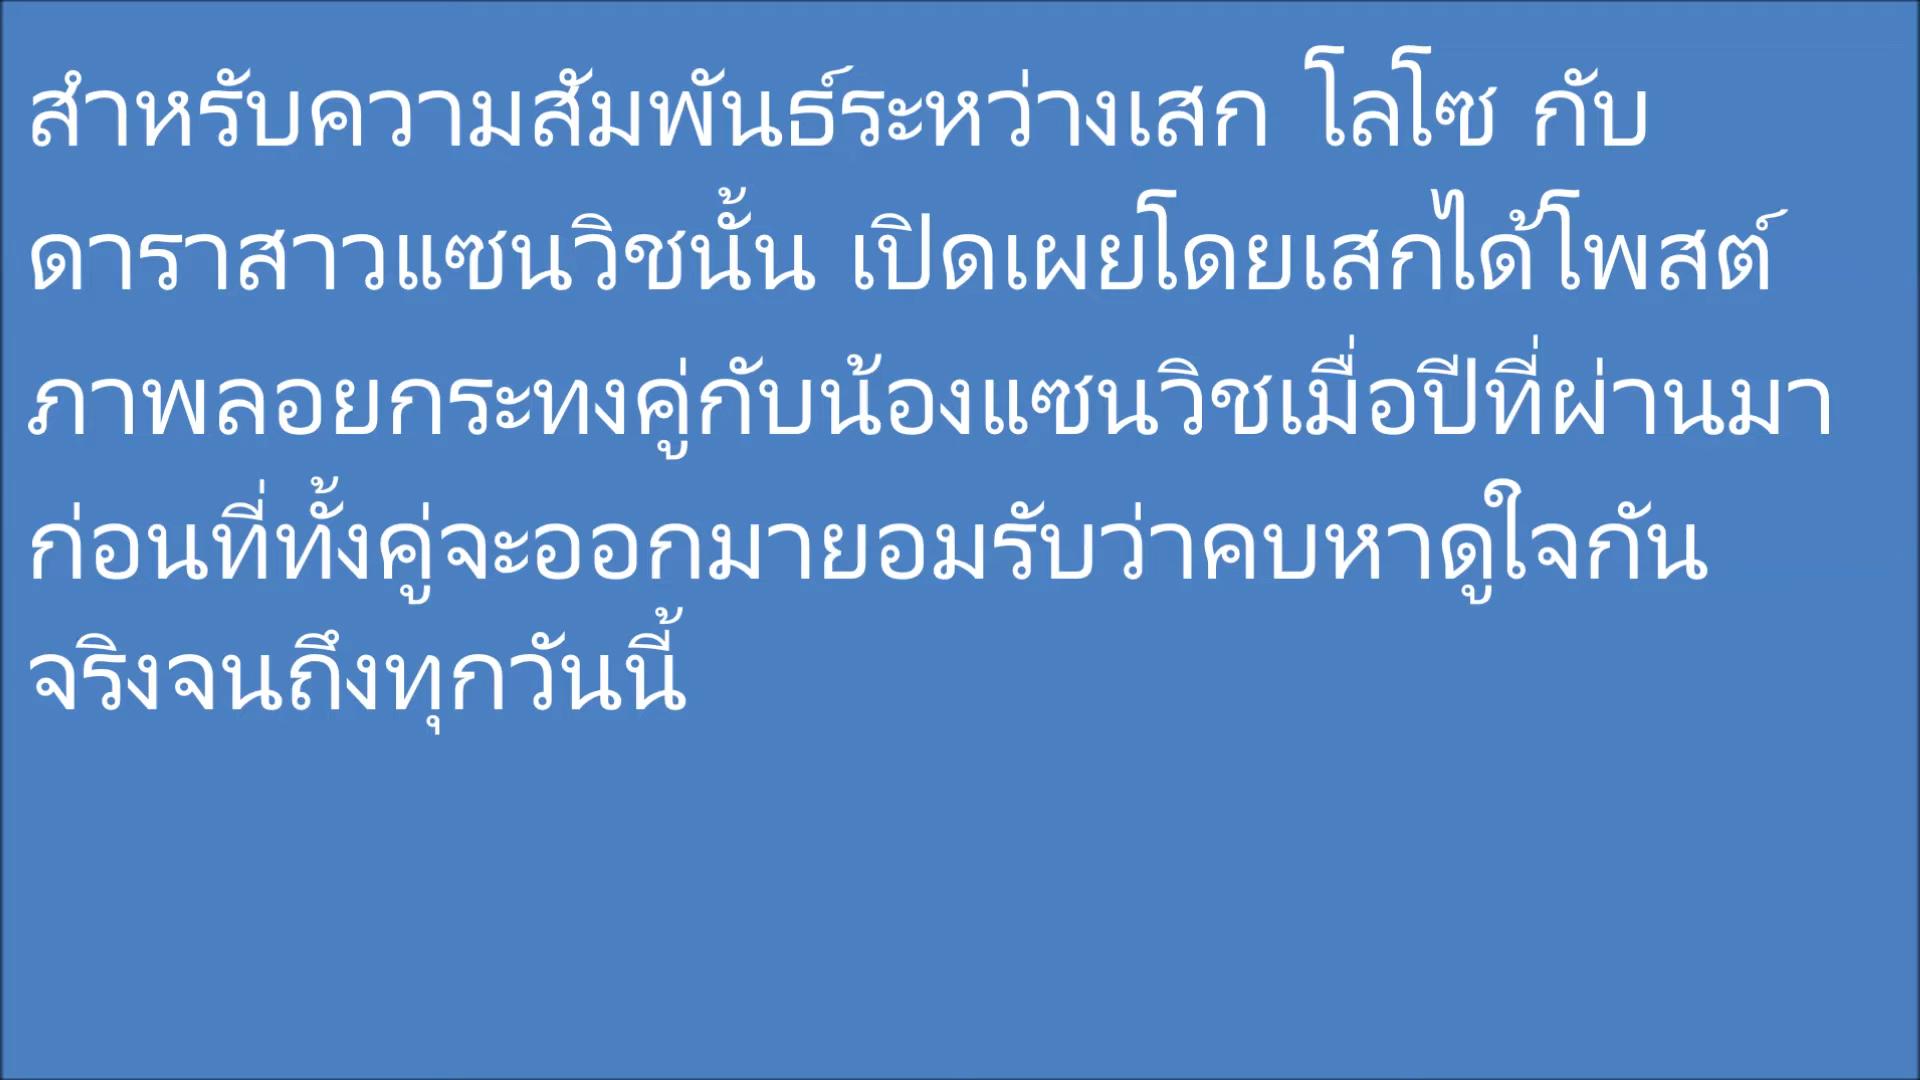 สำหรับความสัมพันธ์ระหว่างเสก โลโซ กับ
ดาราสาวแซนวิชนั้น เปิดเผยโดยเสกได้โพสต์
ภาพลอยกระทงคู่กับน้องแซนวิชเมื่อปีที่ผ่านมา
ก่อนที่ทั้งคู่จะออกมายอมรับว่าคบหาดูใจกัน
จริงจนถึงทุกวันนี้